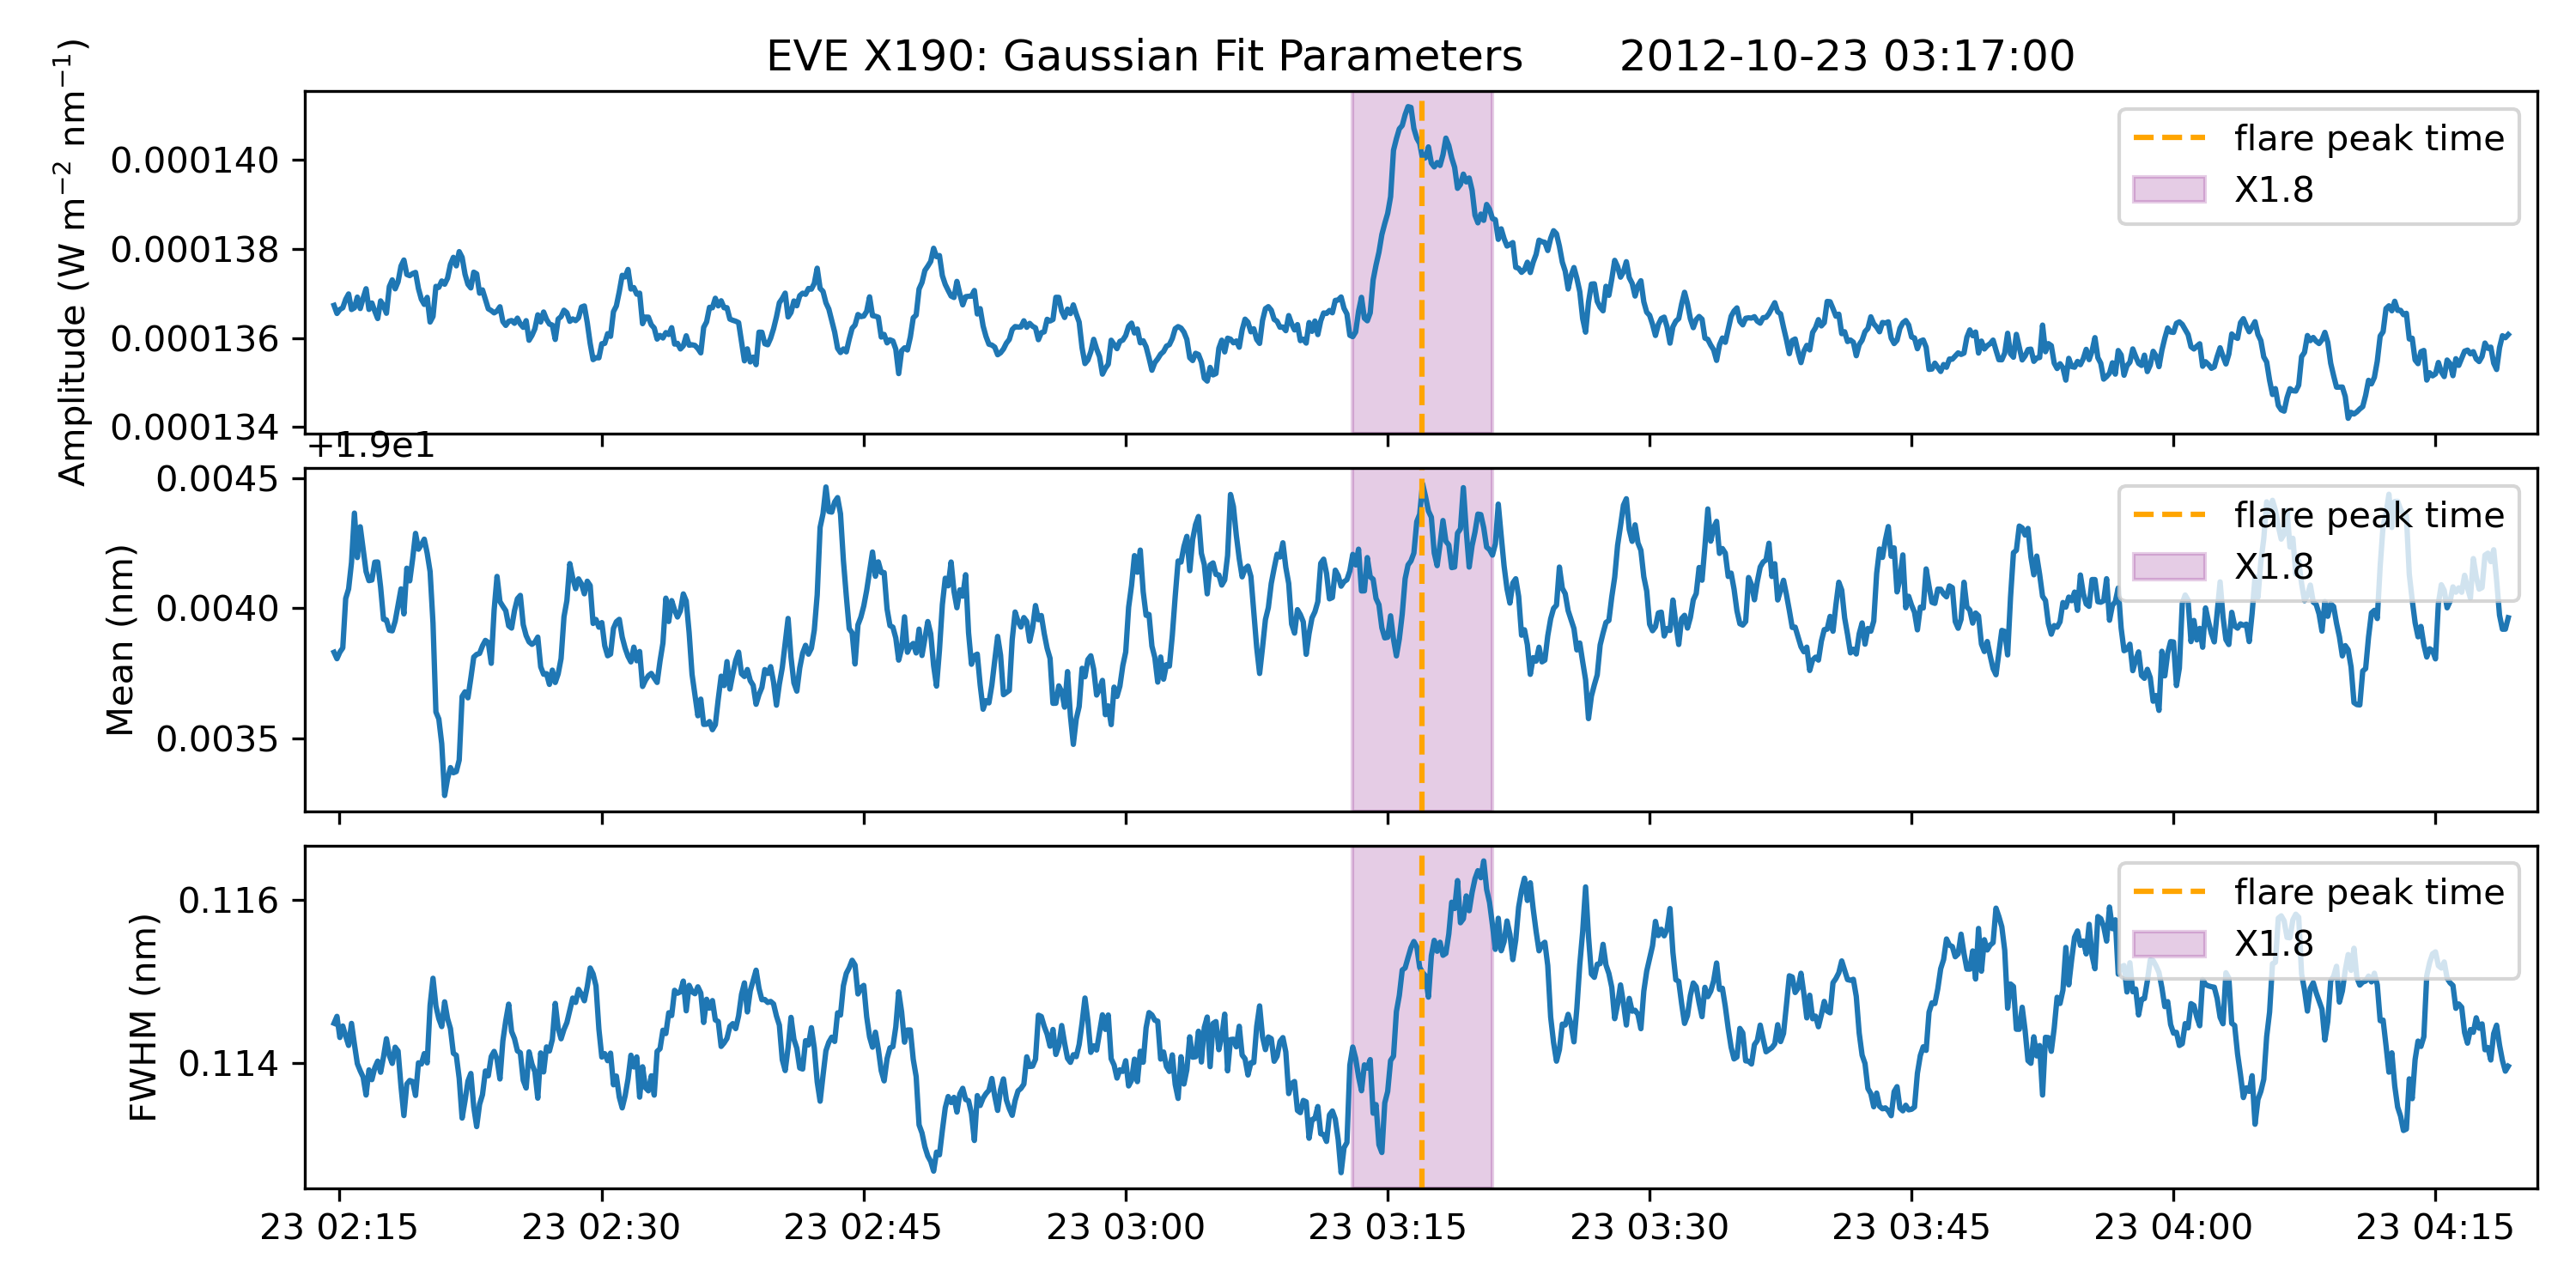 EVE X190: Gaussian Fit Parameters 2012-10-23 03:17:00
Amplitude (W m⁻² nm⁻¹)
0.000140
0.000138
0.000136
0.000134
flare peak time
X1.8
+1.9e1
Mean (nm)
0.0045
0.0040
0.0035
flare peak time
X1.8
FWHM (nm)
0.116
0.114
flare peak time
X1.8
23 02:15 23 02:30 23 02:45 23 03:00 23 03:15 23 03:30 23 03:45 23 04:00 23 04:15